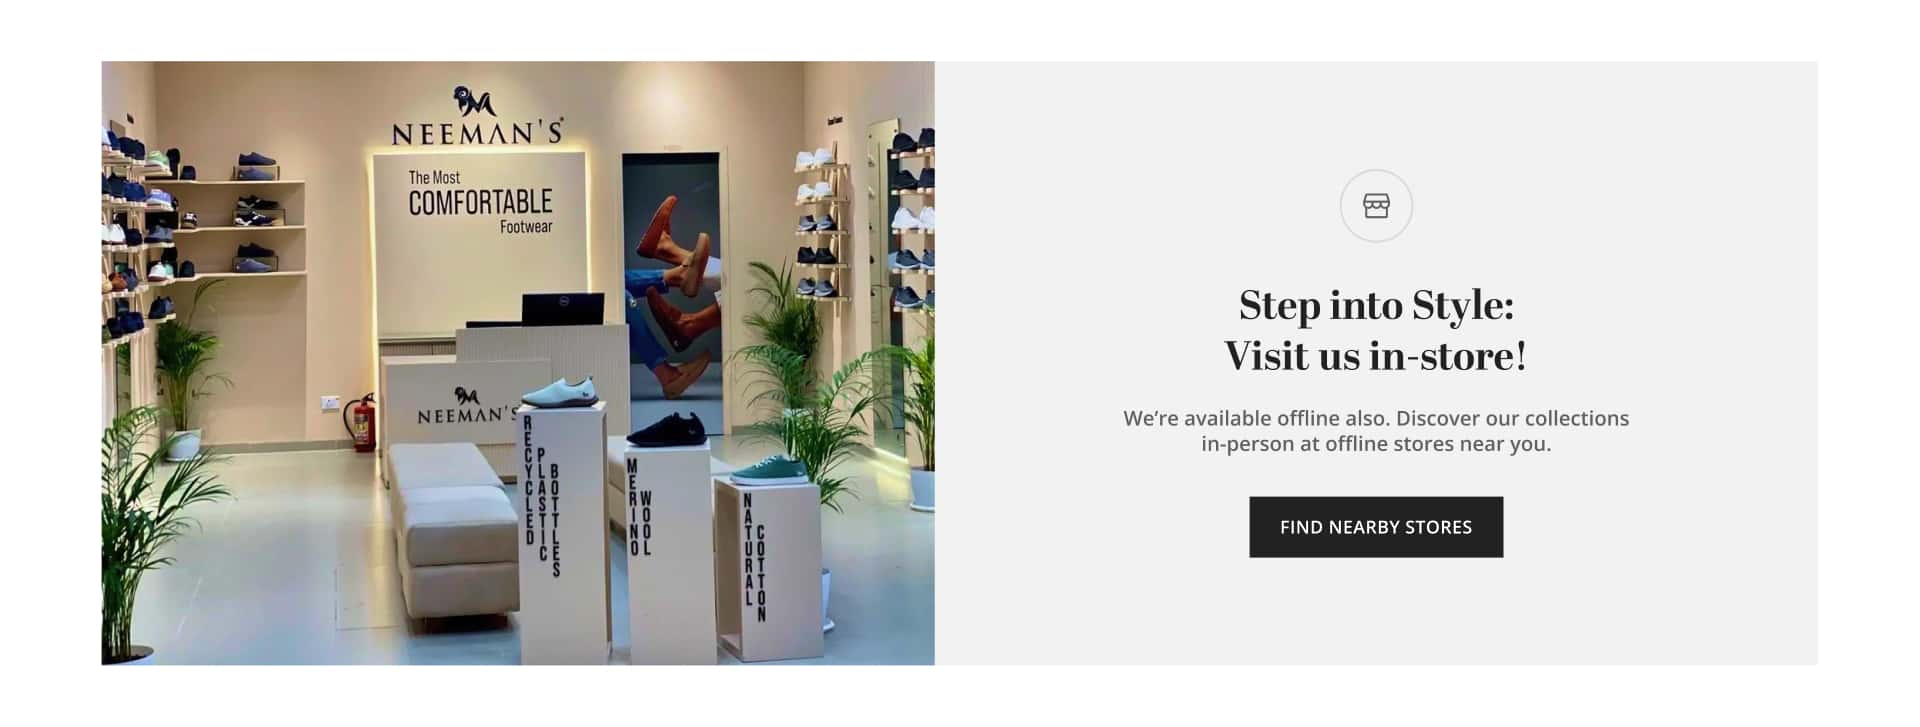 NEEMAN'S
The Most
COMFORTABLE
Footwear
DELL
NEEMAN'S
RECYCLED
PLASTIC
BOTTLES
MERINO
WOOL
NATURAL
COTTON
Step into Style:
Visit us in-store!
We’re available offline also. Discover our collections
in-person at offline stores near you.
FIND NEARBY STORES